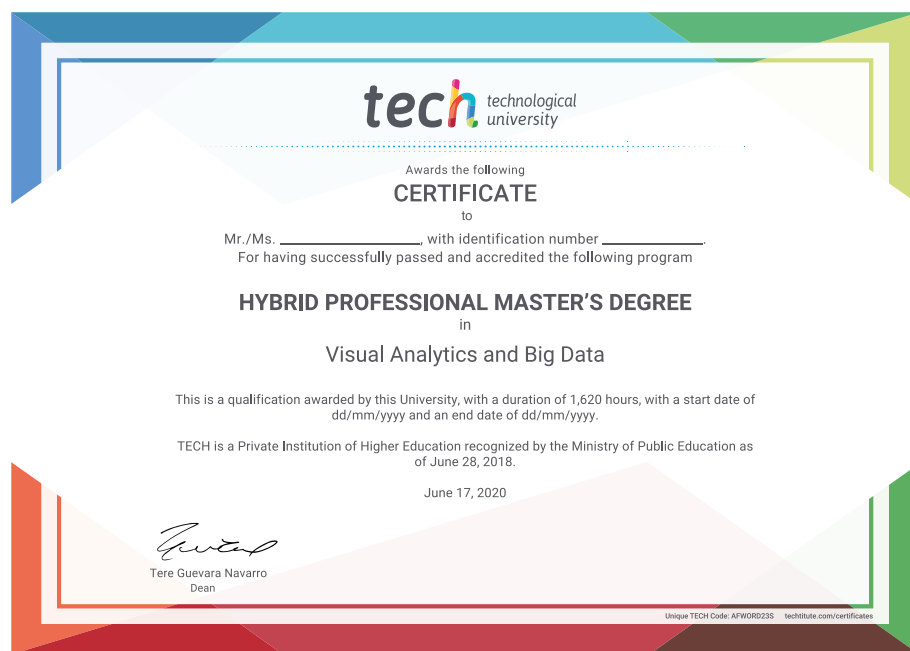 tech technological
university
Awards the following
CERTIFICATE
to
Mr./Ms. ____________________, with identification number ______________.
For having successfully passed and accredited the following program
HYBRID PROFESSIONAL MASTER'S DEGREE
in
Visual Analytics and Big Data
This is a qualification awarded by this University, with a duration of 1,620 hours, with a start date of
dd/mm/yyyy and an end date of dd/mm/yyyy.
TECH is a Private Institution of Higher Education recognized by the Ministry of Public Education as
of June 28, 2018.
June 17, 2020
Tere Guevara Navarro
Dean
Unique TECH Code: AFWORD23S techtitute.com/certificates